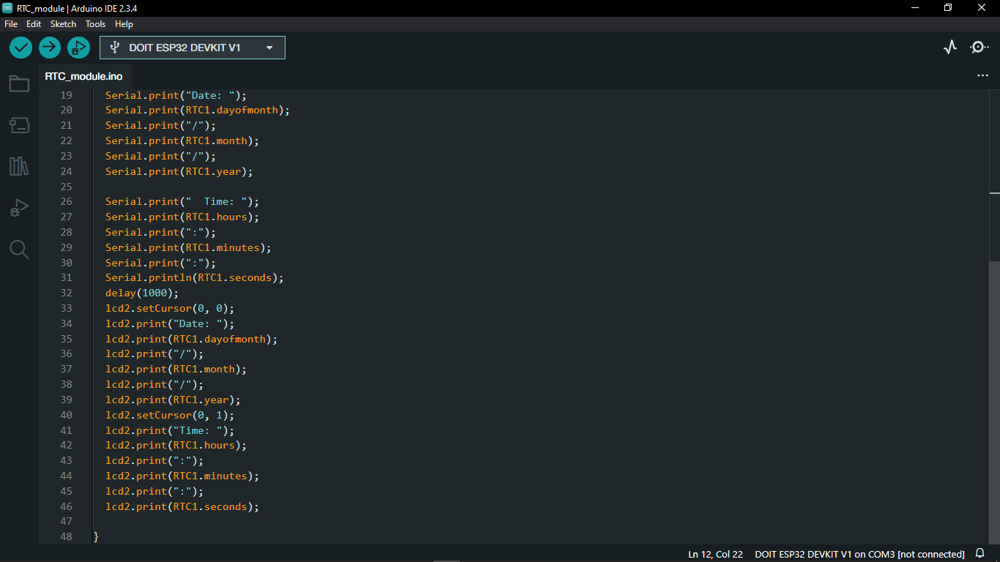 RTC_module | Arduino IDE 2.3.4
File Edit Sketch Tools Help
DOIT ESP32 DEVKIT V1
RTC_module.ino
19 Serial.print("Date: ");
20 Serial.print(RTC1.dayofmonth);
21 Serial.print("/");
22 Serial.print(RTC1.month);
23 Serial.print("/");
24 Serial.print(RTC1.year);
25
26 Serial.print("  Time: ");
27 Serial.print(RTC1.hours);
28 Serial.print(":");
29 Serial.print(RTC1.minutes);
30 Serial.print(":");
31 Serial.println(RTC1.seconds);
32 delay(1000);
33 lcd2.setCursor(0, 0);
34 lcd2.print("Date: ");
35 lcd2.print(RTC1.dayofmonth);
36 lcd2.print("/");
37 lcd2.print(RTC1.month);
38 lcd2.print("/");
39 lcd2.print(RTC1.year);
40 lcd2.setCursor(0, 1);
41 lcd2.print("Time: ");
42 lcd2.print(RTC1.hours);
43 lcd2.print(":");
44 lcd2.print(RTC1.minutes);
45 lcd2.print(":");
46 lcd2.print(RTC1.seconds);
47
48 }
Ln 12, Col 22 DOIT ESP32 DEVKIT V1 on COM3 [not connected]